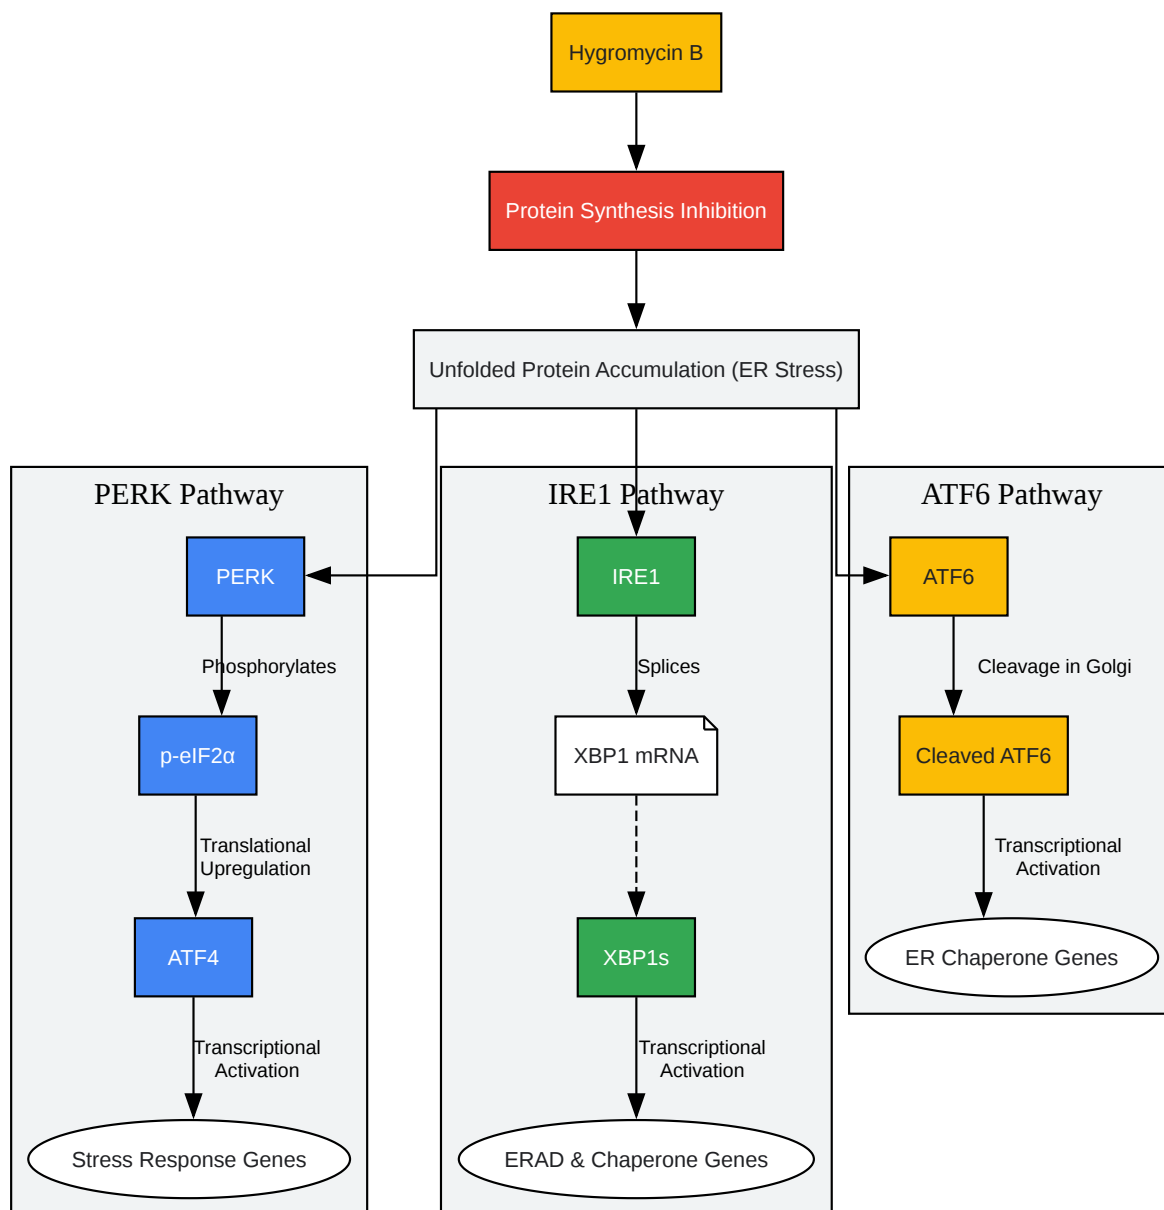 Hygromycin B
Protein Synthesis Inhibition
Unfolded Protein Accumulation (ER Stress)
PERK Pathway
PERK
Phosphorylates
p-eIF2α
Translational
Upregulation
ATF4
Transcriptional
Activation
Stress Response Genes
IRE1 Pathway
IRE1
Splices
XBP1 mRNA
XBP1s
Transcriptional
Activation
ERAD & Chaperone Genes
ATF6 Pathway
ATF6
Cleavage in Golgi
Cleaved ATF6
Transcriptional
Activation
ER Chaperone Genes